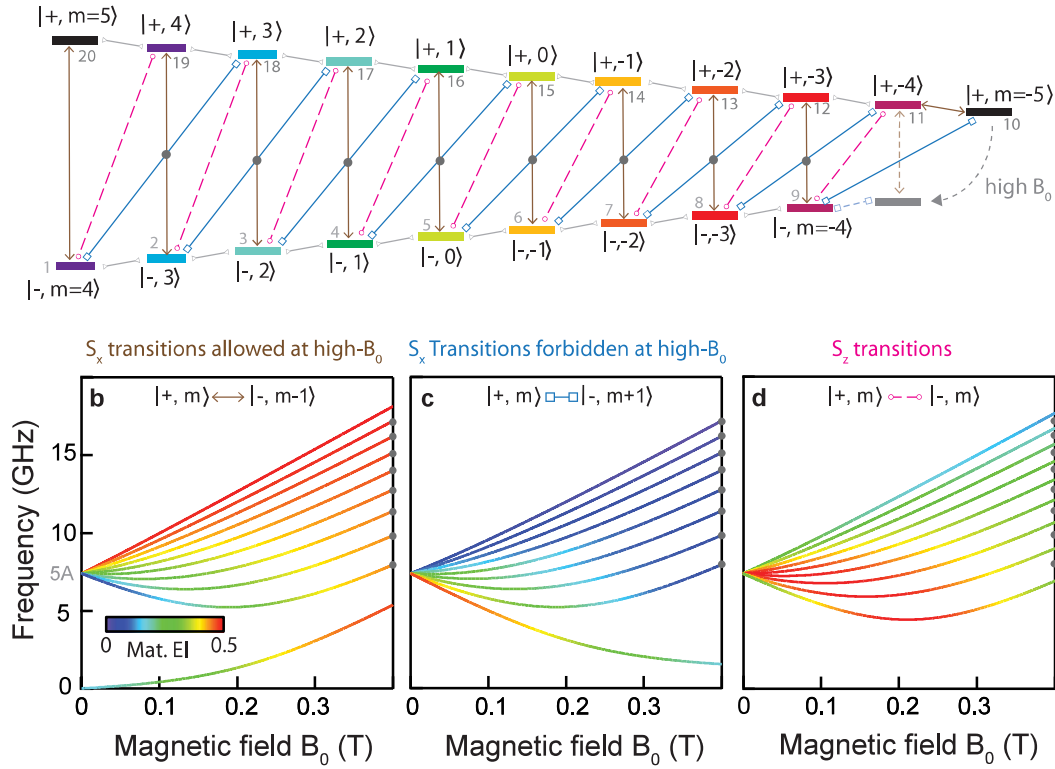 |+, m=5⟩
|+, 4⟩
|+, 3⟩
|+, 2⟩
|+, 1⟩
|+, 0⟩
|+,-1⟩
|+,-2⟩
|+,-3⟩
|+,-4⟩
|+, m=-5⟩
20
19
18
17
16
15
14
13
12
11
10
high B₀
1
2
3
4
5
6
7
8
9
|-, m=4⟩
|-, 3⟩
|-, 2⟩
|-, 1⟩
|-, 0⟩
|-,-1⟩
|-,-2⟩
|-,-3⟩
|-, m=-4⟩
Sₓ transitions allowed at high-B₀
Sₓ Transitions forbidden at high-B₀
S_z transitions
b
|+, m⟩ |-, m-1⟩
c
|+, m⟩ |-, m+1⟩
d
|+, m⟩ |-, m⟩
Frequency (GHz)
15
10
5A
5
0
0
0.5
Mat. El
0
0.1
0.2
0.3
0
0.1
0.2
0.3
0
0.1
0.2
0.3
Magnetic field B₀ (T)
Magnetic field B₀ (T)
Magnetic field B₀ (T)